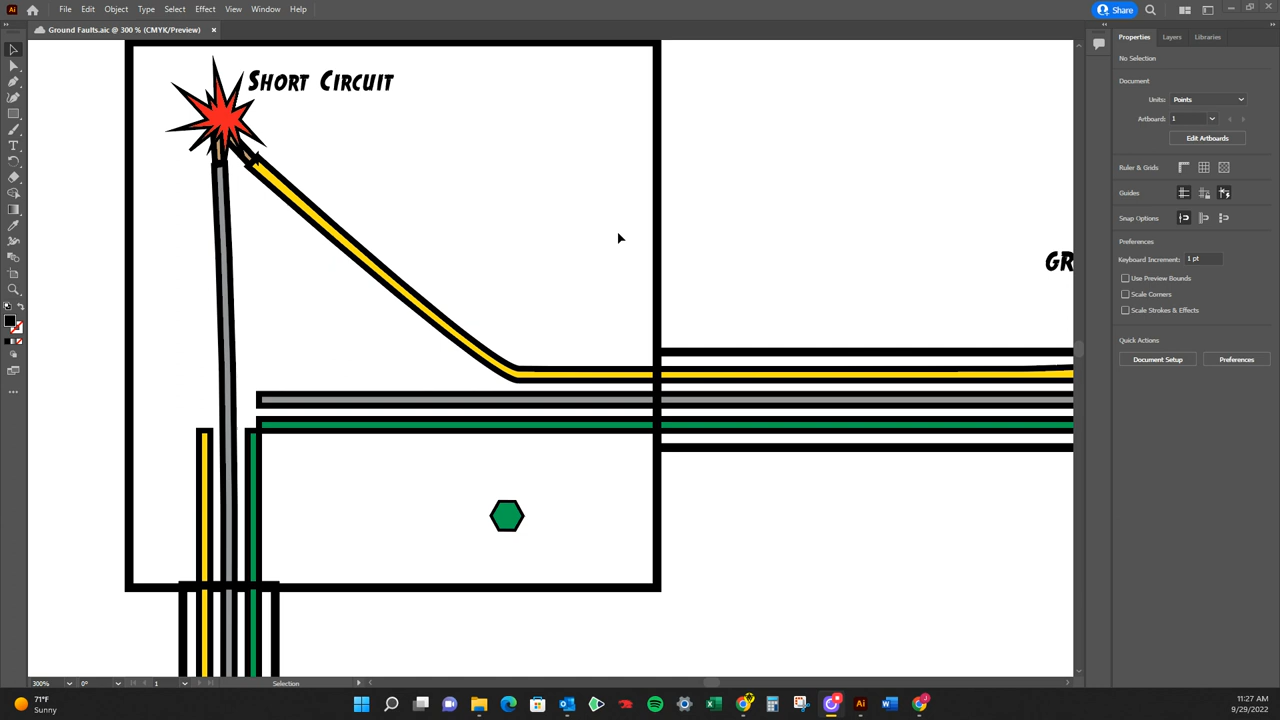 Ai
File Edit Object Type Select Effect View Window Help
Share
Ground Faults.aic @ 300 % (CMYK/Preview) ×
Short Circuit
GR
Properties Layers Libraries
No Selection
Document
Units: Points
Artboard: 1
Edit Artboards
Ruler & Grids
Guides
Snap Options
Preferences
Keyboard Increment: 1 pt
Use Preview Bounds
Scale Corners
Scale Strokes & Effects
Quick Actions
Document Setup Preferences
300% 0° 1 Selection
71°F
Sunny
11:27 AM
9/29/2022